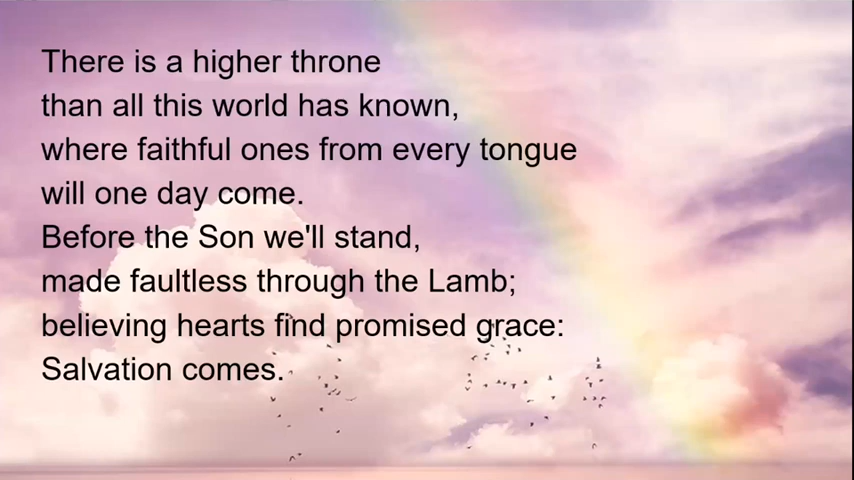 There is a higher throne
than all this world has known,
where faithful ones from every tongue
will one day come.
Before the Son we'll stand,
made faultless through the Lamb;
believing hearts find promised grace:
Salvation comes.